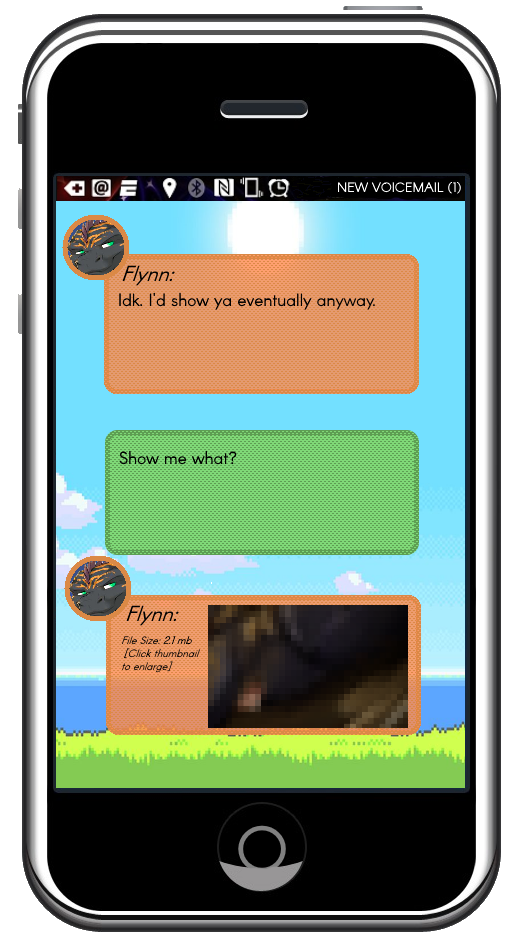 NEW VOICEMAIL (1)
Flynn:
Idk. I'd show ya eventually anyway.
Show me what?
Flynn:
File Size: 2.1 mb
[Click thumbnail
to enlarge]